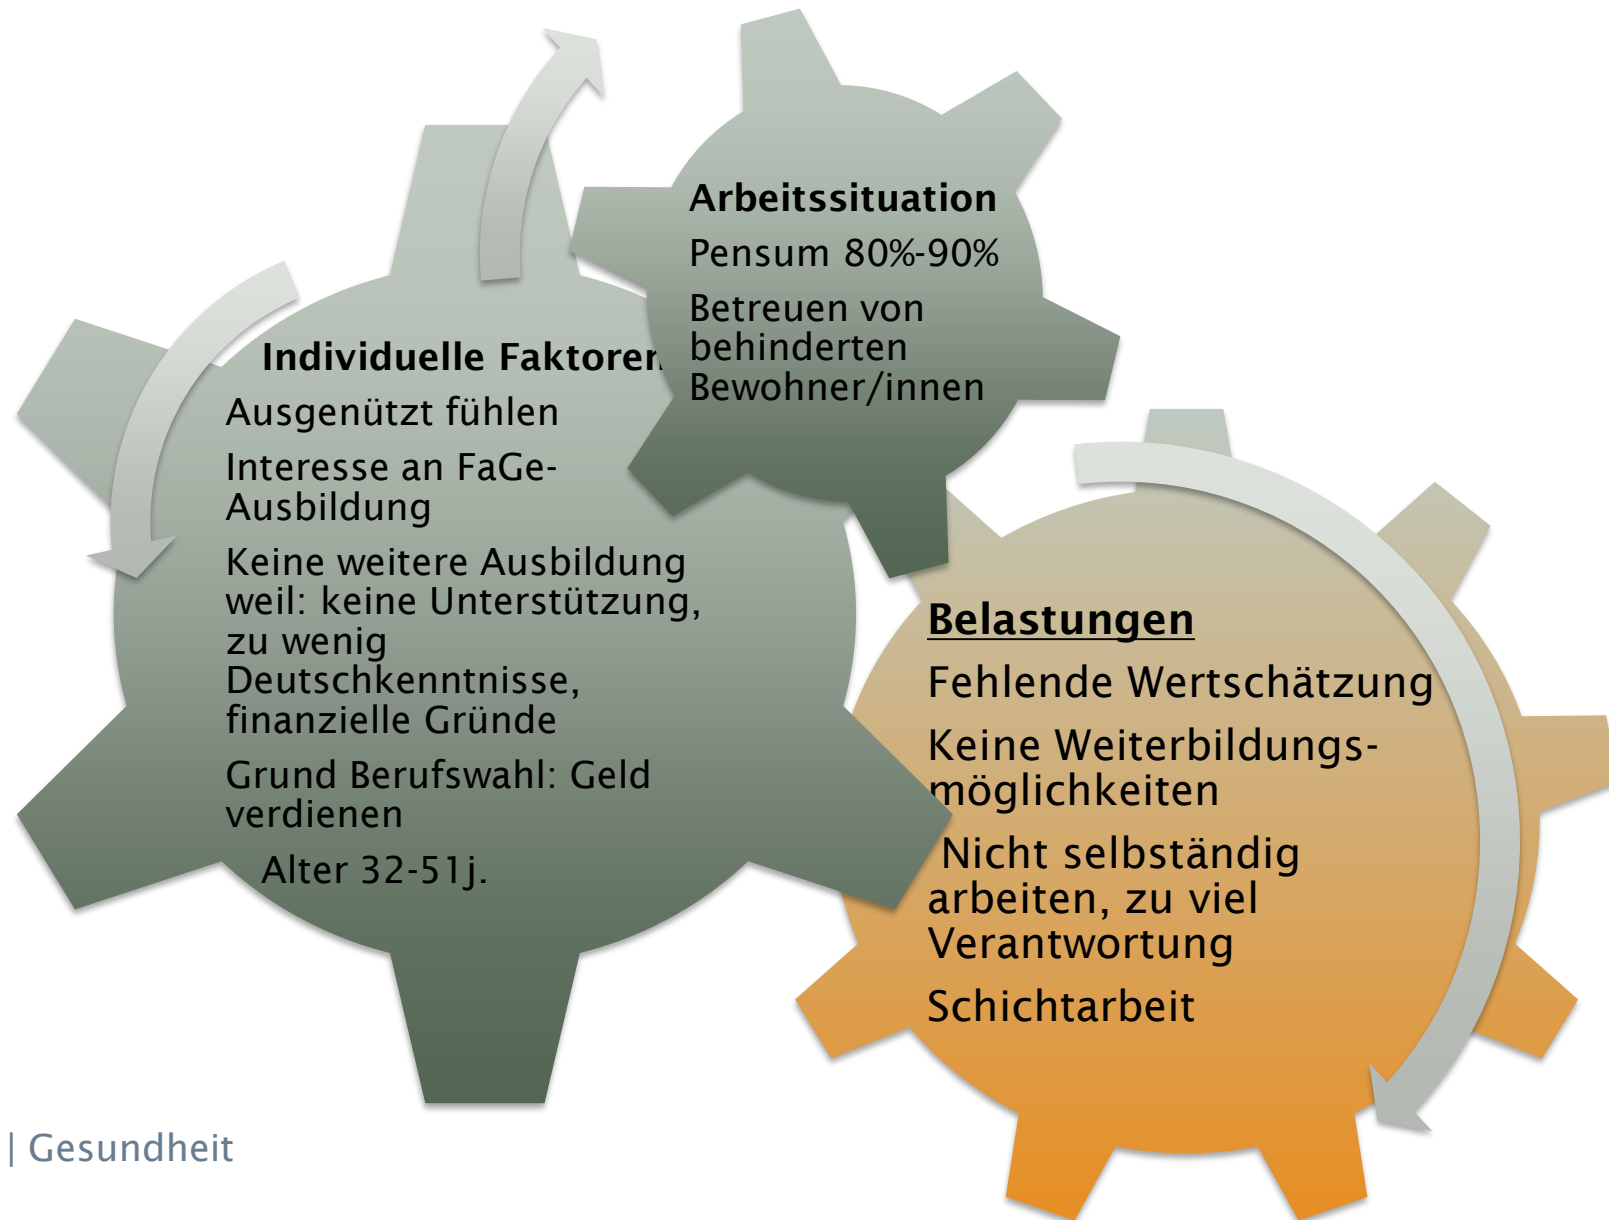 Arbeitssituation
Pensum 80%-90%
Betreuen von
behinderten
Bewohner/innen
Individuelle Faktoren
Ausgenützt fühlen
Interesse an FaGe-
Ausbildung
Keine weitere Ausbildung
weil: keine Unterstützung,
zu wenig
Deutschkenntnisse,
finanzielle Gründe
Grund Berufswahl: Geld
verdienen
Alter 32-51j.
Belastungen
Fehlende Wertschätzung
Keine Weiterbildungs-
möglichkeiten
Nicht selbständig
arbeiten, zu viel
Verantwortung
Schichtarbeit
| Gesundheit